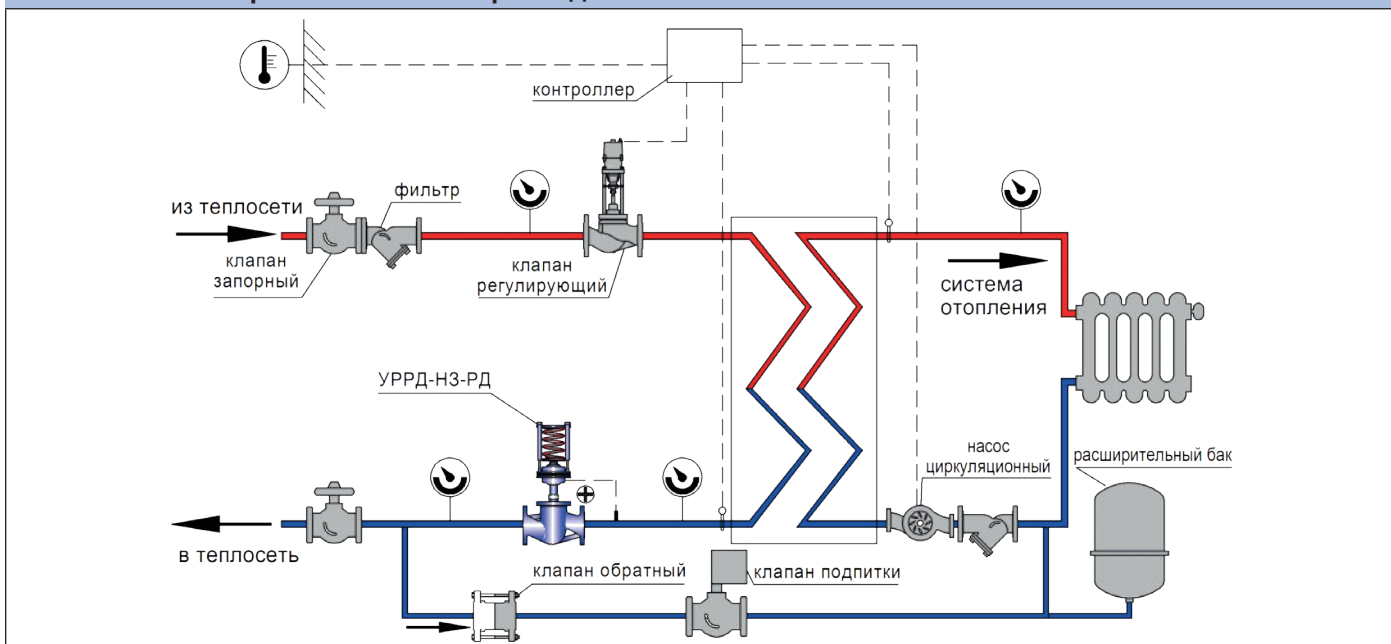 контроллер
фильтр
из теплосети
клапан
запорный
клапан
регулирующий
система
отопления
УРРД-НЗ-РД
насос
циркуляционный
расширительный бак
в теплосеть
клапан обратный
клапан подпитки